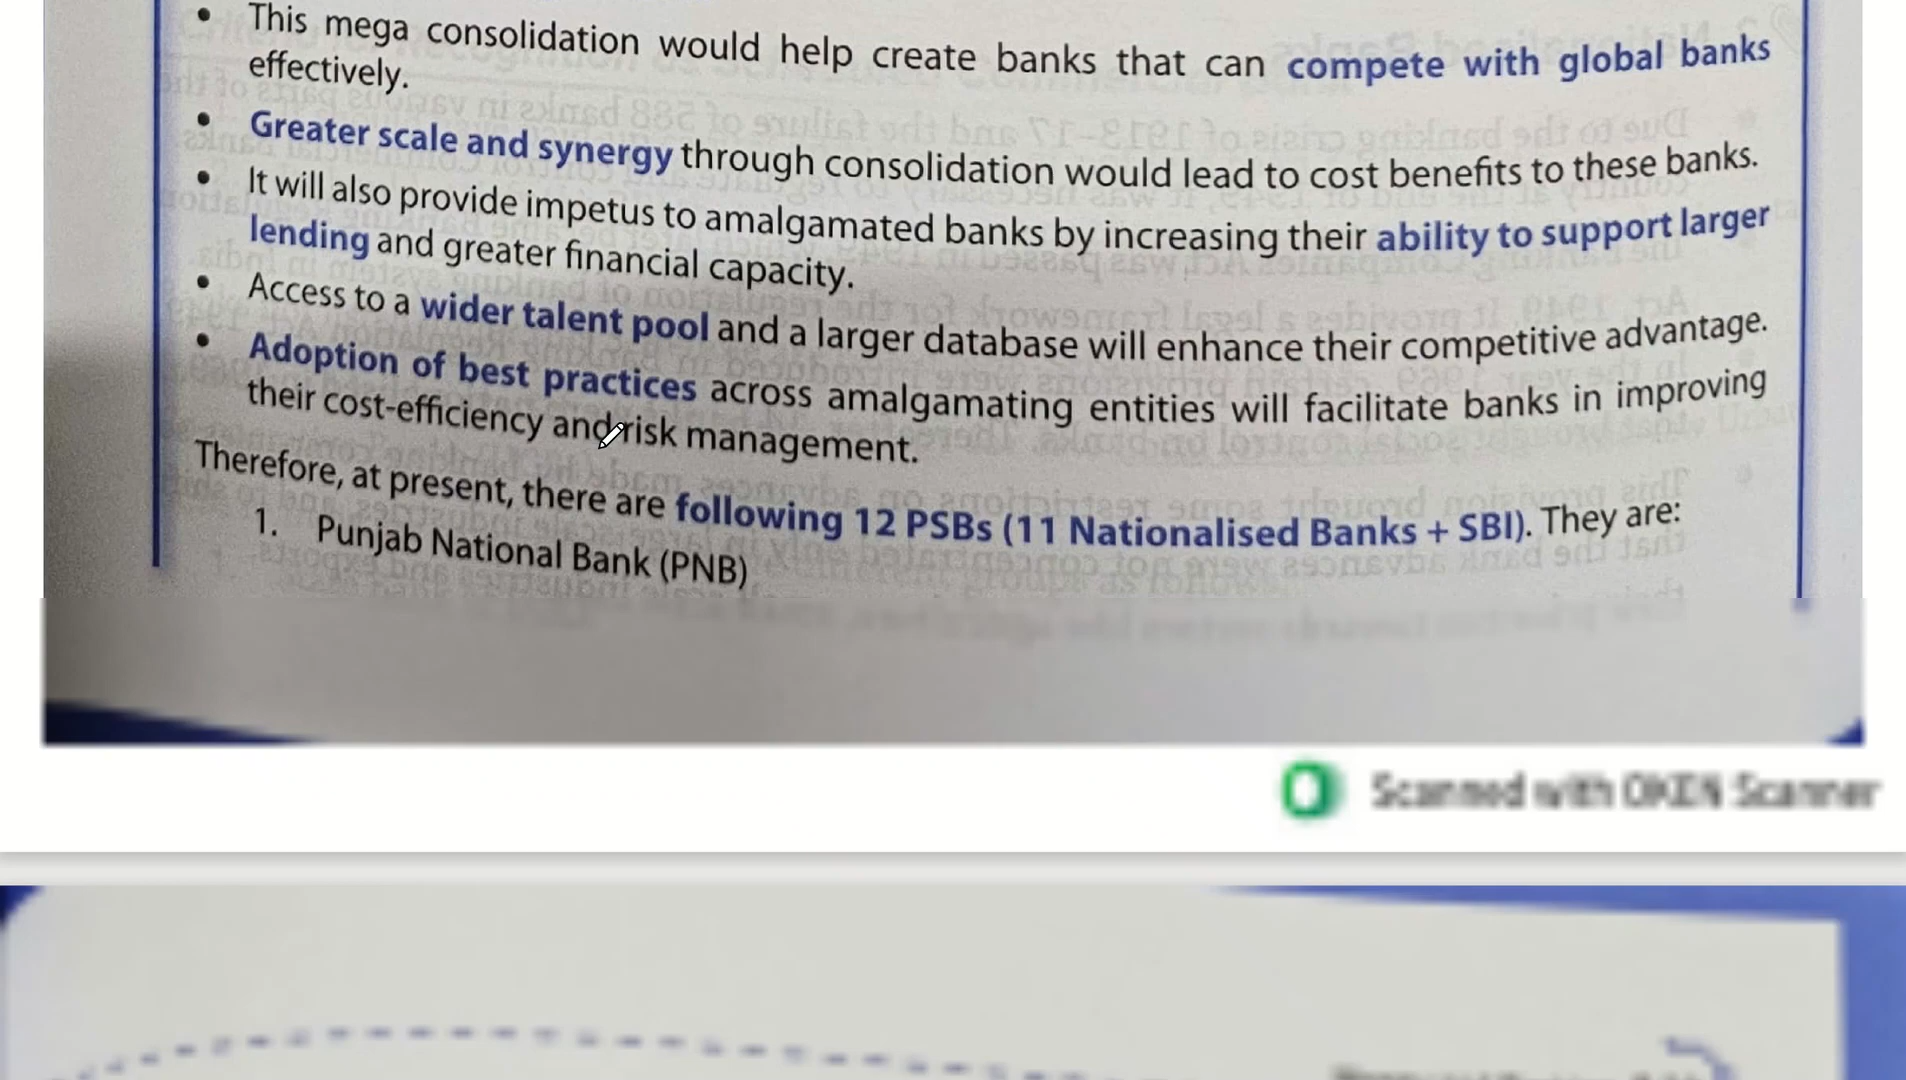 • This mega consolidation would help create banks that can compete with global banks
effectively.
• Greater scale and synergy through consolidation would lead to cost benefits to these banks.
• It will also provide impetus to amalgamated banks by increasing their ability to support larger
lending and greater financial capacity.
• Access to a wider talent pool and a larger database will enhance their competitive advantage.
• Adoption of best practices across amalgamating entities will facilitate banks in improving
their cost-efficiency and risk management.
Therefore, at present, there are following 12 PSBs (11 Nationalised Banks + SBI). They are:
1. Punjab National Bank (PNB)
Scanned with OKEN Scanner